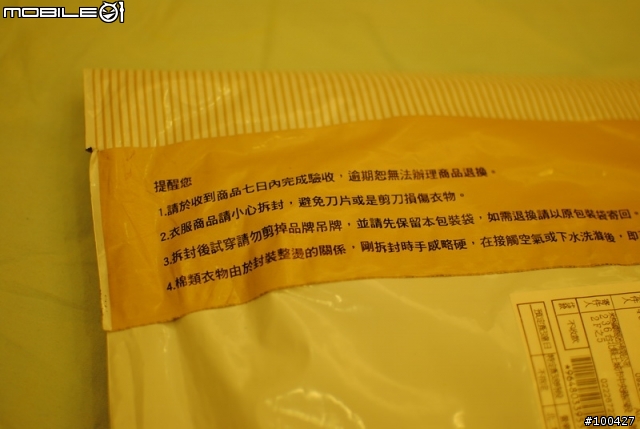 MOBILE01
提醒您
1.請於收到商品七日內完成驗收，逾期恕無法辦理商品退換。
2.衣服商品請小心拆封，避免刀片或是剪刀損傷衣物。
3.拆封後試穿請勿剪掉品牌吊牌，並請先保留本包裝袋，如需退換請以原包裝袋寄回
4.棉類衣物由於封裝整燙的關係，剛拆封時手感略硬，在接觸空氣或下水洗滌後，即
#100427